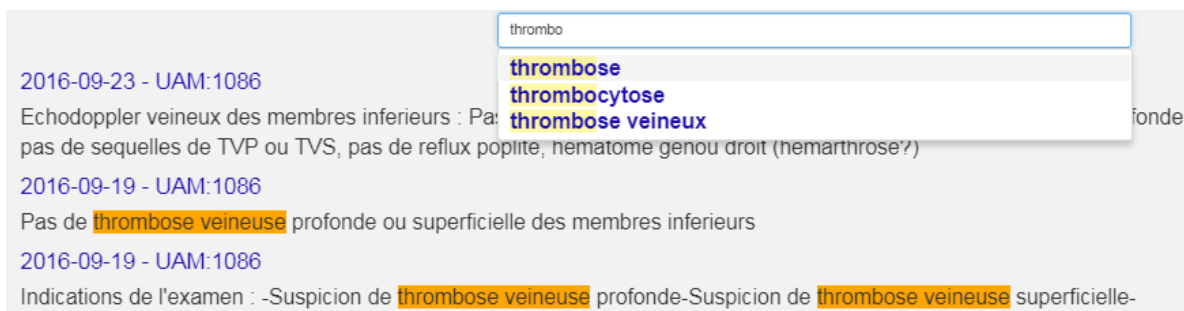 thrombo
thrombose
thrombocytose
thrombose veineux
2016-09-23 - UAM:1086
Echodoppler veineux des membres inferieurs : Pas fonde
pas de sequelles de TVP ou TVS, pas de reflux poplite, hematome genou droit (hemarthrose?)
2016-09-19 - UAM:1086
Pas de thrombose veineuse profonde ou superficielle des membres inferieurs
2016-09-19 - UAM:1086
Indications de l'examen : -Suspicion de thrombose veineuse profonde-Suspicion de thrombose veineuse superficielle-